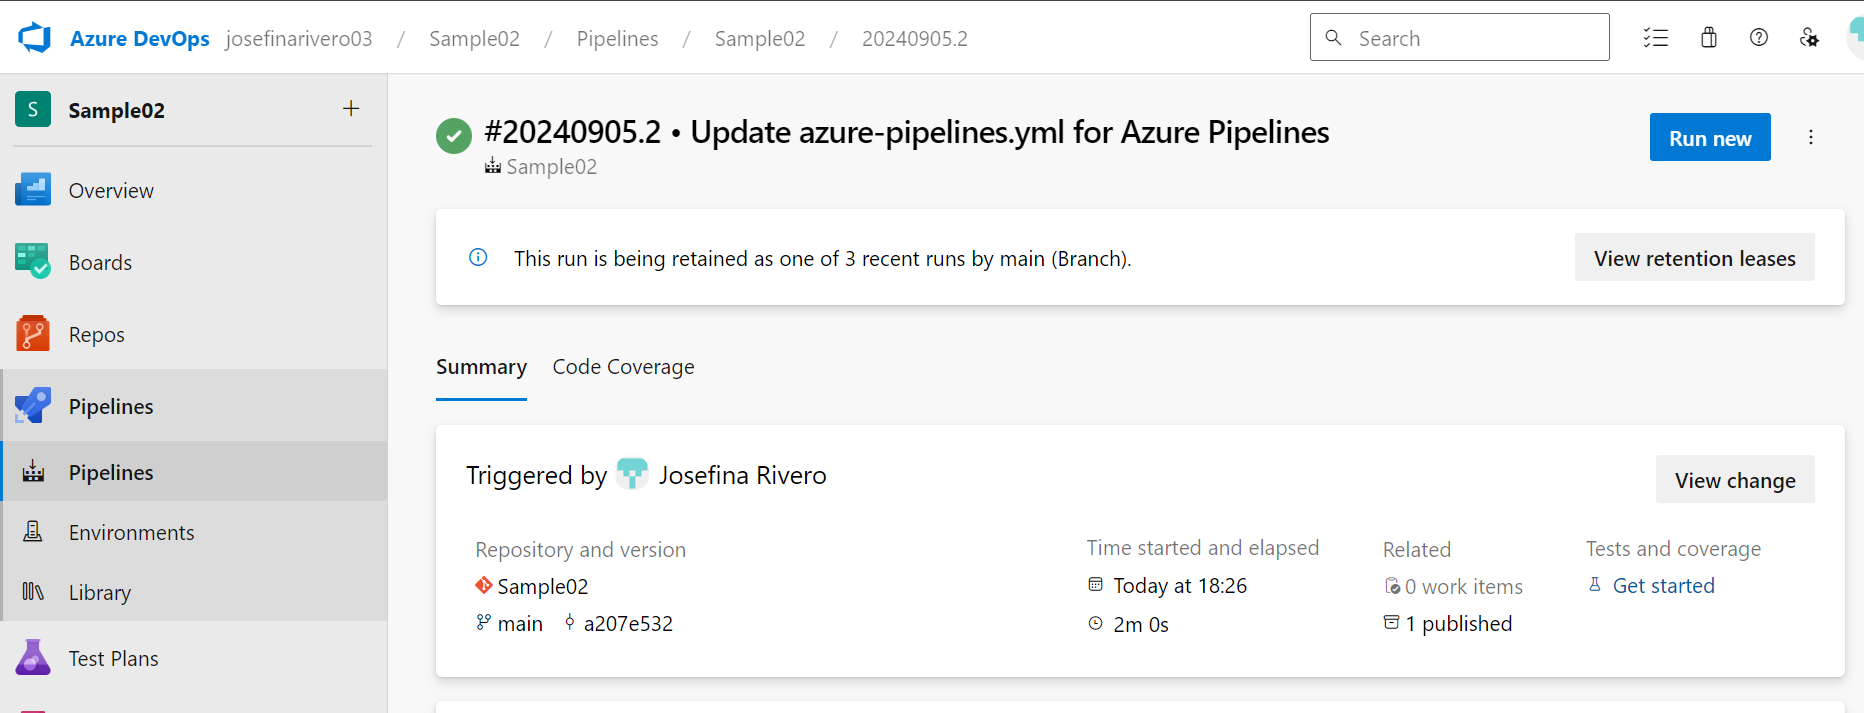 Azure DevOps josefinarivero03 / Sample02 / Pipelines / Sample02 / 20240905.2
Search
S Sample02 +
Overview
Boards
Repos
Pipelines
Pipelines
Environments
Library
Test Plans
#20240905.2 • Update azure-pipelines.yml for Azure Pipelines
Sample02
Run new
This run is being retained as one of 3 recent runs by main (Branch).
View retention leases
Summary Code Coverage
Triggered by Josefina Rivero
View change
Repository and version
Sample02
main a207e532
Time started and elapsed
Today at 18:26
2m 0s
Related
0 work items
1 published
Tests and coverage
Get started